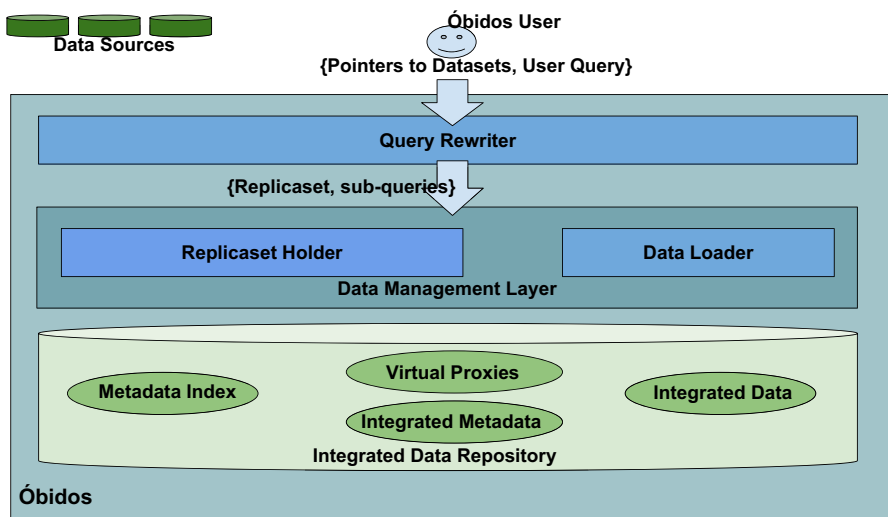 Óbidos User
Data Sources
{Pointers to Datasets, User Query}
Query Rewriter
{Replicaset, sub-queries}
Replicaset Holder
Data Loader
Data Management Layer
Virtual Proxies
Metadata Index
Integrated Data
Integrated Metadata
Integrated Data Repository
Óbidos